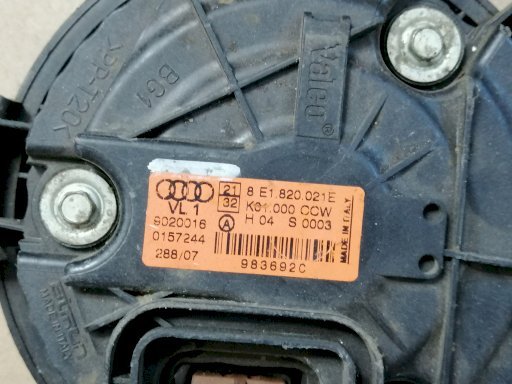 >PP-T20<
BG1
Valeo
®
21
32
8 E1.820.021E
K01.000 CCW
VL.1
A
H 04 S 0003
9020016
0157244
288/07
983692C
MADE IN ITALY